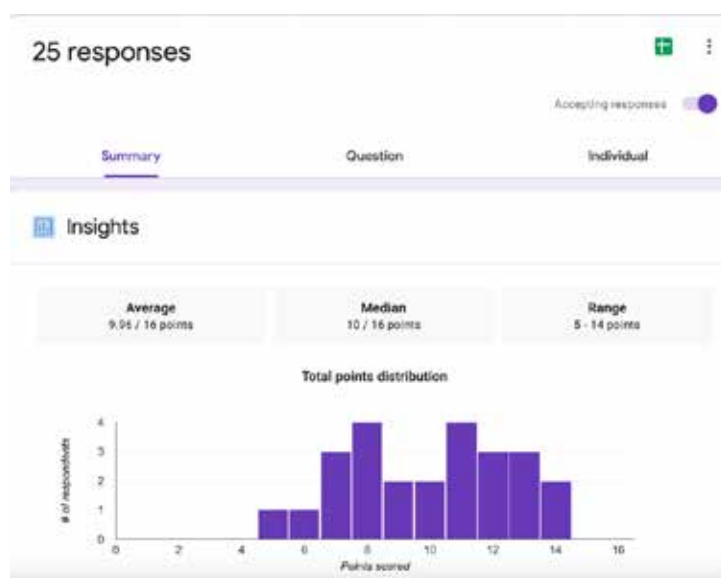 25 responses
Accepting responses
Summary Question Individual
Insights
Average Median Range
9.96 / 16 points 10 / 16 points 5 - 14 points
Total points distribution
# of respondents
4
3
2
1
0
0 2 4 6 8 10 12 14 16
Points scored